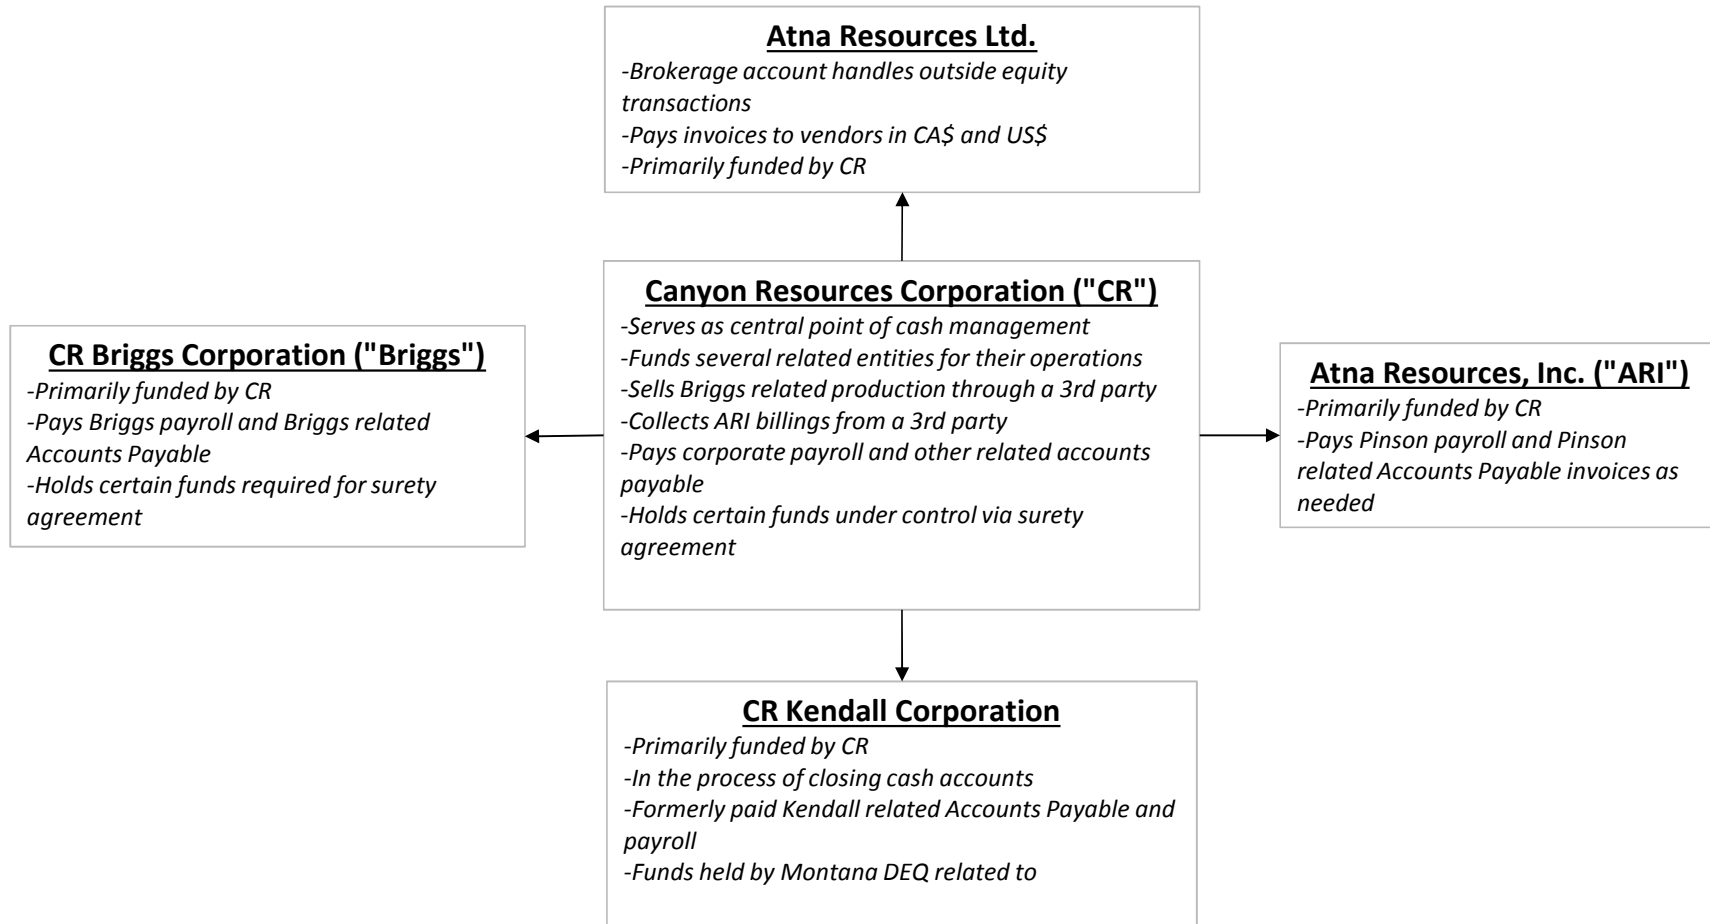 Atna Resources Ltd.
-Brokerage account handles outside equity
transactions
-Pays invoices to vendors in CA$ and US$
-Primarily funded by CR
Canyon Resources Corporation ("CR")
-Serves as central point of cash management
-Funds several related entities for their operations
-Sells Briggs related production through a 3rd party
-Collects ARI billings from a 3rd party
-Pays corporate payroll and other related accounts
payable
-Holds certain funds under control via surety
agreement
CR Briggs Corporation ("Briggs")
-Primarily funded by CR
-Pays Briggs payroll and Briggs related
Accounts Payable
-Holds certain funds required for surety
agreement
Atna Resources, Inc. ("ARI")
-Primarily funded by CR
-Pays Pinson payroll and Pinson
related Accounts Payable invoices as
needed
CR Kendall Corporation
-Primarily funded by CR
-In the process of closing cash accounts
-Formerly paid Kendall related Accounts Payable and
payroll
-Funds held by Montana DEQ related to